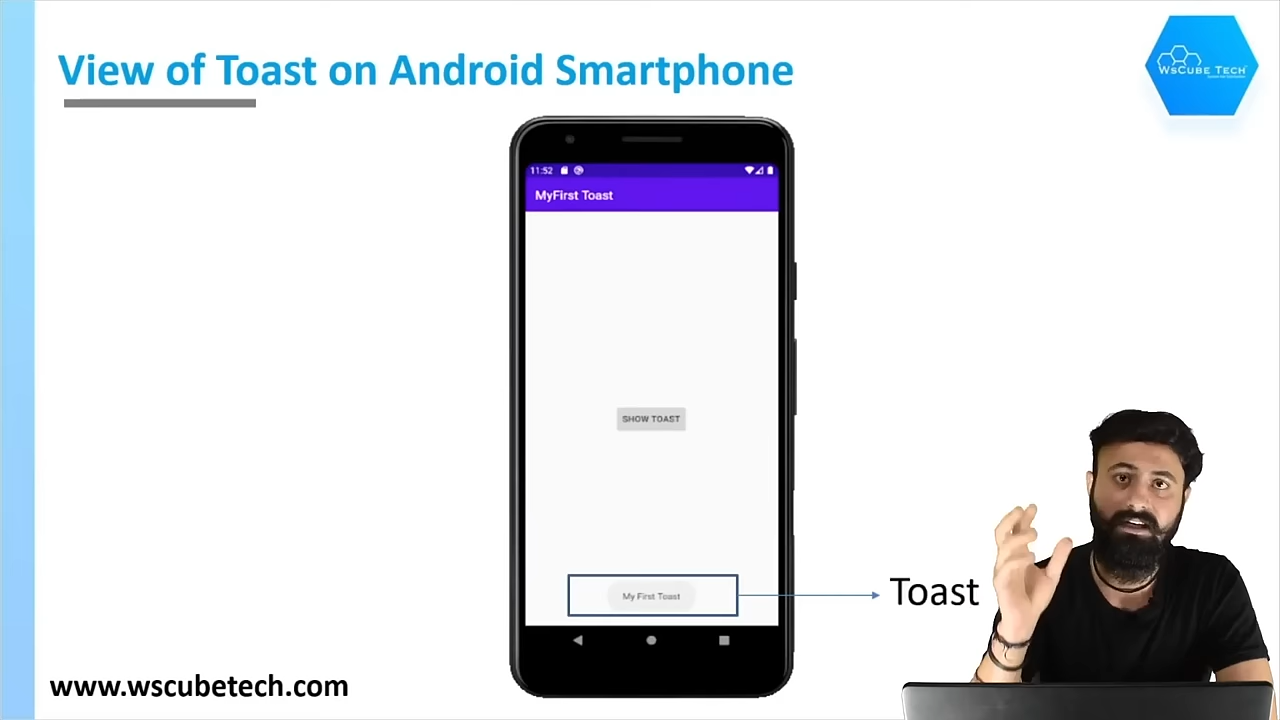 View of Toast on Android Smartphone
WsCube Tech
11:52
MyFirst Toast
SHOW TOAST
My First Toast
Toast
www.wscubetech.com